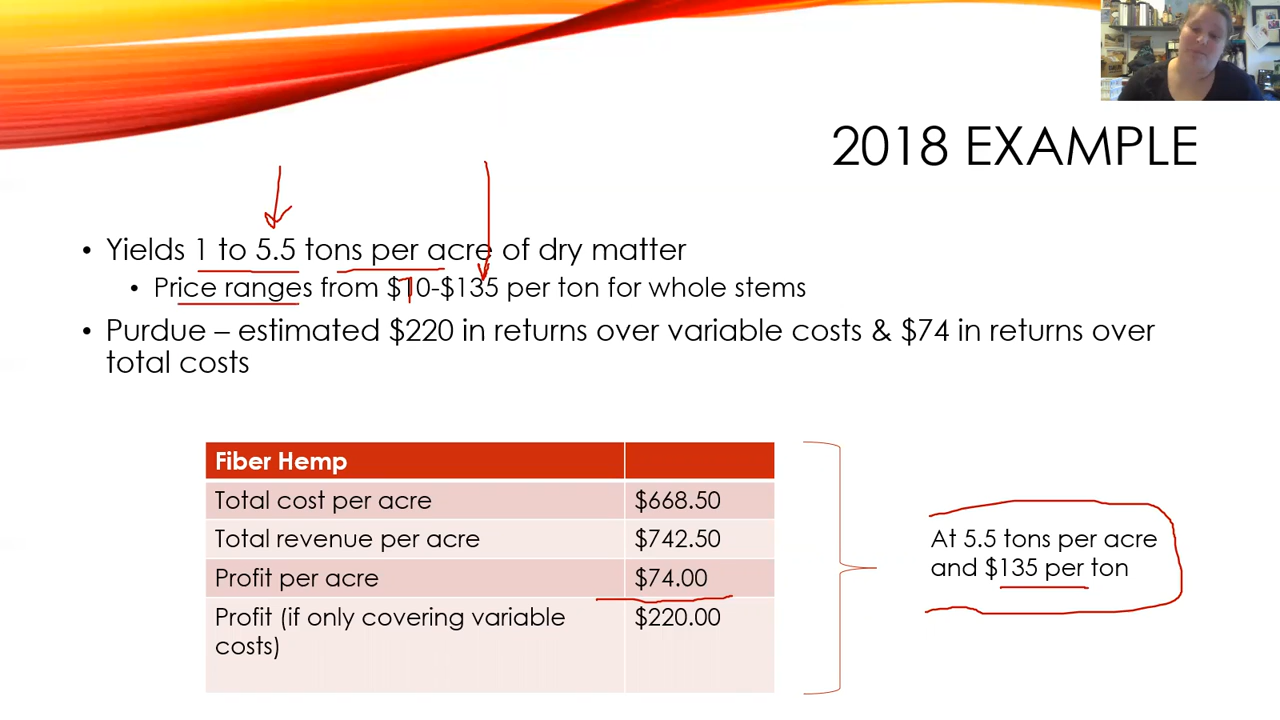 2018 EXAMPLE
• Yields 1 to 5.5 tons per acre of dry matter
• Price ranges from $10-$135 per ton for whole stems
• Purdue – estimated $220 in returns over variable costs & $74 in returns over
total costs
Fiber Hemp
Total cost per acre $668.50
Total revenue per acre $742.50
Profit per acre $74.00
Profit (if only covering variable $220.00
costs)
At 5.5 tons per acre
and $135 per ton